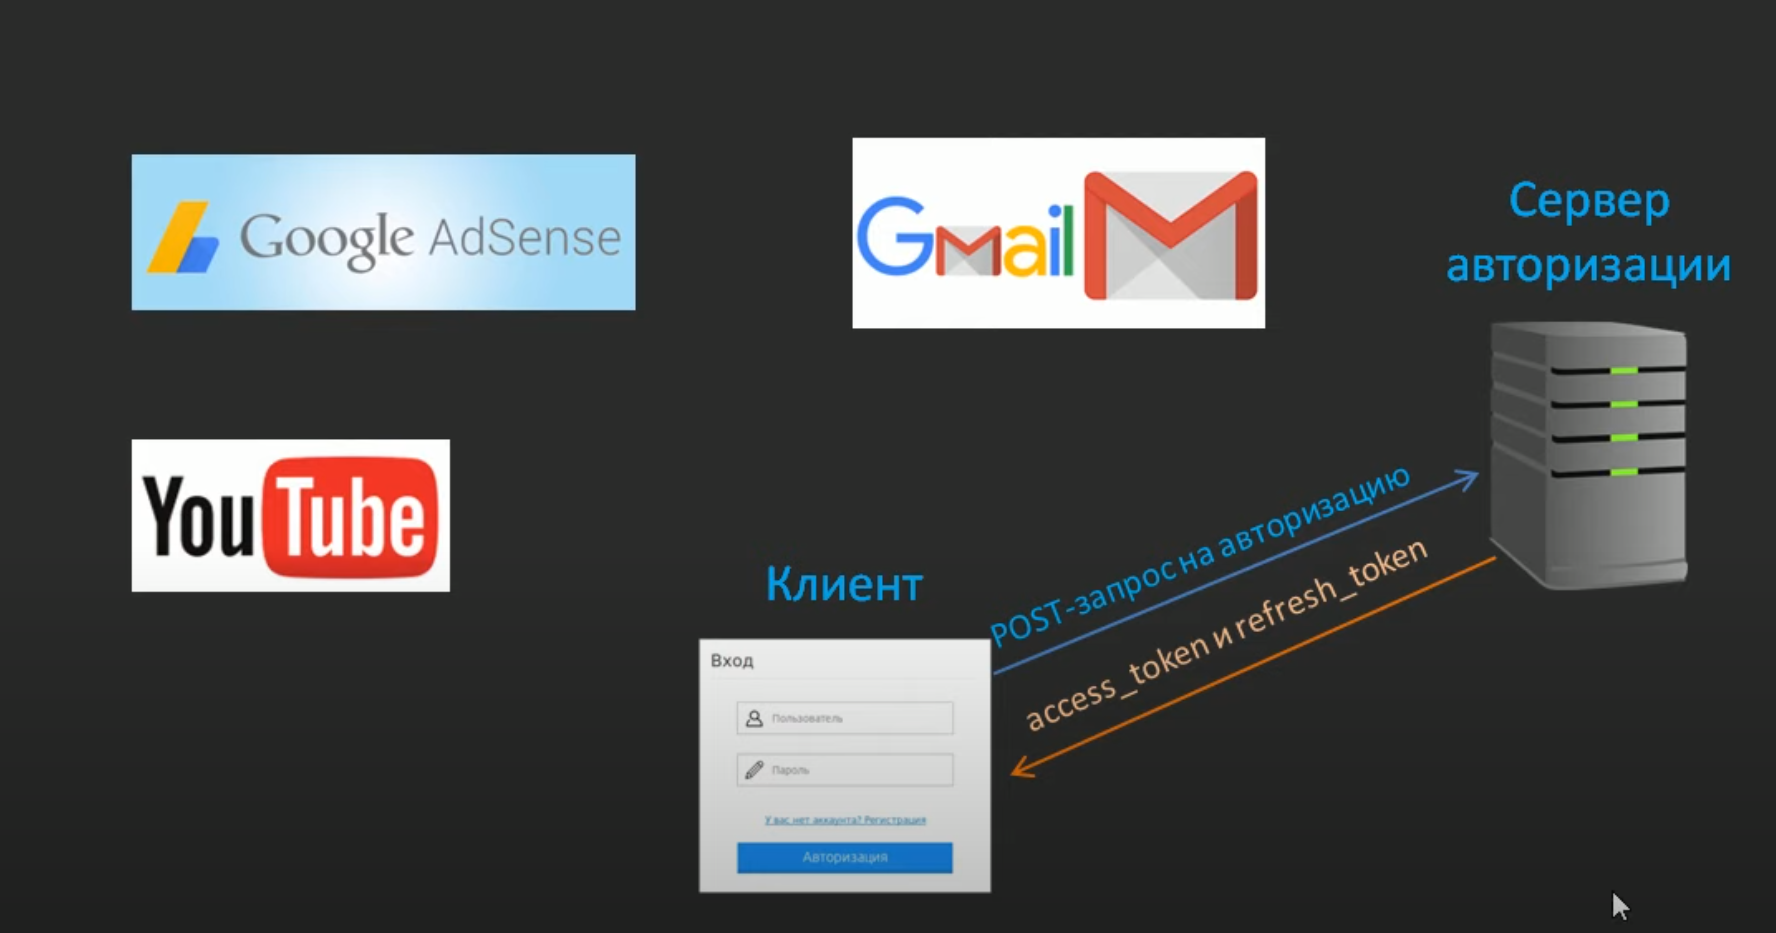 Google AdSense
Gmail
Сервер
авторизации
YouTube
POST-запрос на авторизацию
access_token и refresh_token
Клиент
Вход
Пользователь
Пароль
У вас нет аккаунта? Регистрация
Авторизация